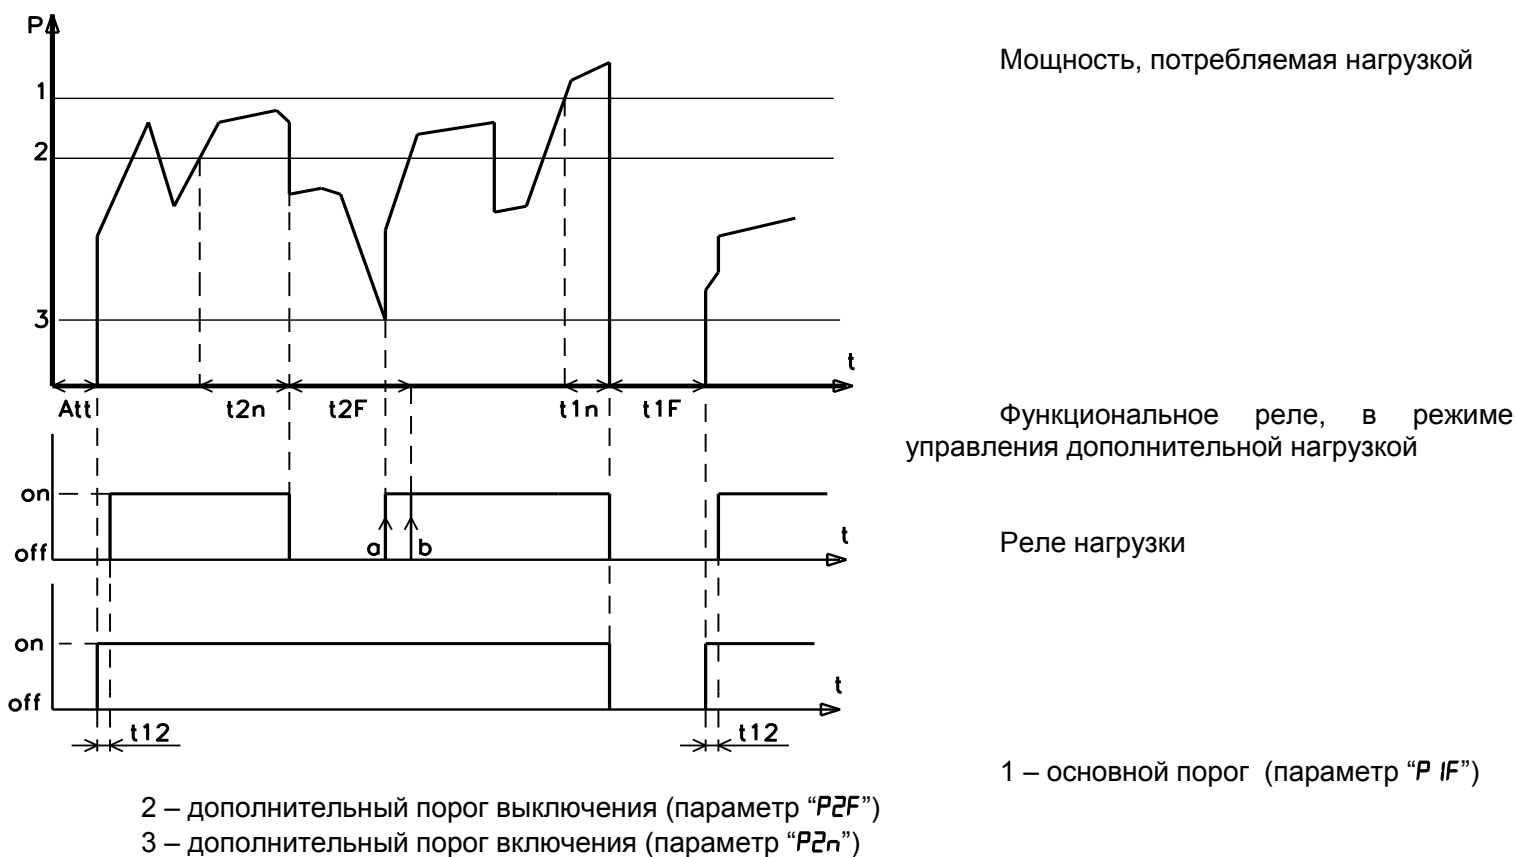 P
Мощность, потребляемая нагрузкой
1
2
3
t
Att t2n t2F t1n t1F
Функциональное реле, в режиме
управления дополнительной нагрузкой
on
a b t
off
Реле нагрузки
on
t
off
t12 t12
1 – основной порог (параметр “P1F”)
2 – дополнительный порог выключения (параметр “P2F”)
3 – дополнительный порог включения (параметр “P2n”)